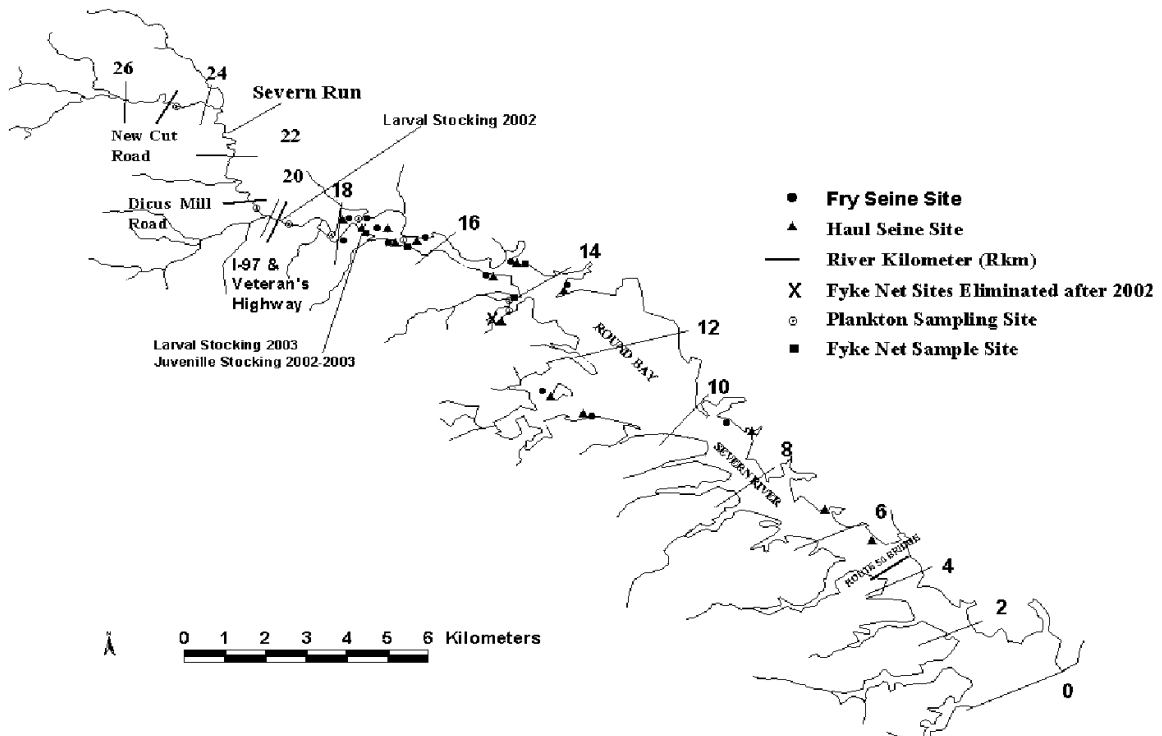 26
24
Severn Run
Larval Stocking 2002
New Cut
Road
22
20
18
Dicus Mill
Road
16
14
I-97 &
Veteran's
Highway
Larval Stocking 2003
Juvenille Stocking 2002-2003
12
ROUND BAY
10
SEVERN RIVER
8
6
ROUTE 50 BRIDGE
4
2
0
Fry Seine Site
Haul Seine Site
River Kilometer (Rkm)
X Fyke Net Sites Eliminated after 2002
Plankton Sampling Site
Fyke Net Sample Site
N
0 1 2 3 4 5 6 Kilometers